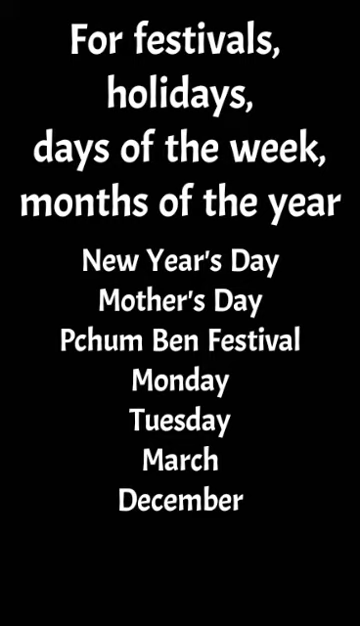 For festivals,
holidays,
days of the week,
months of the year
New Year's Day
Mother's Day
Pchum Ben Festival
Monday
Tuesday
March
December